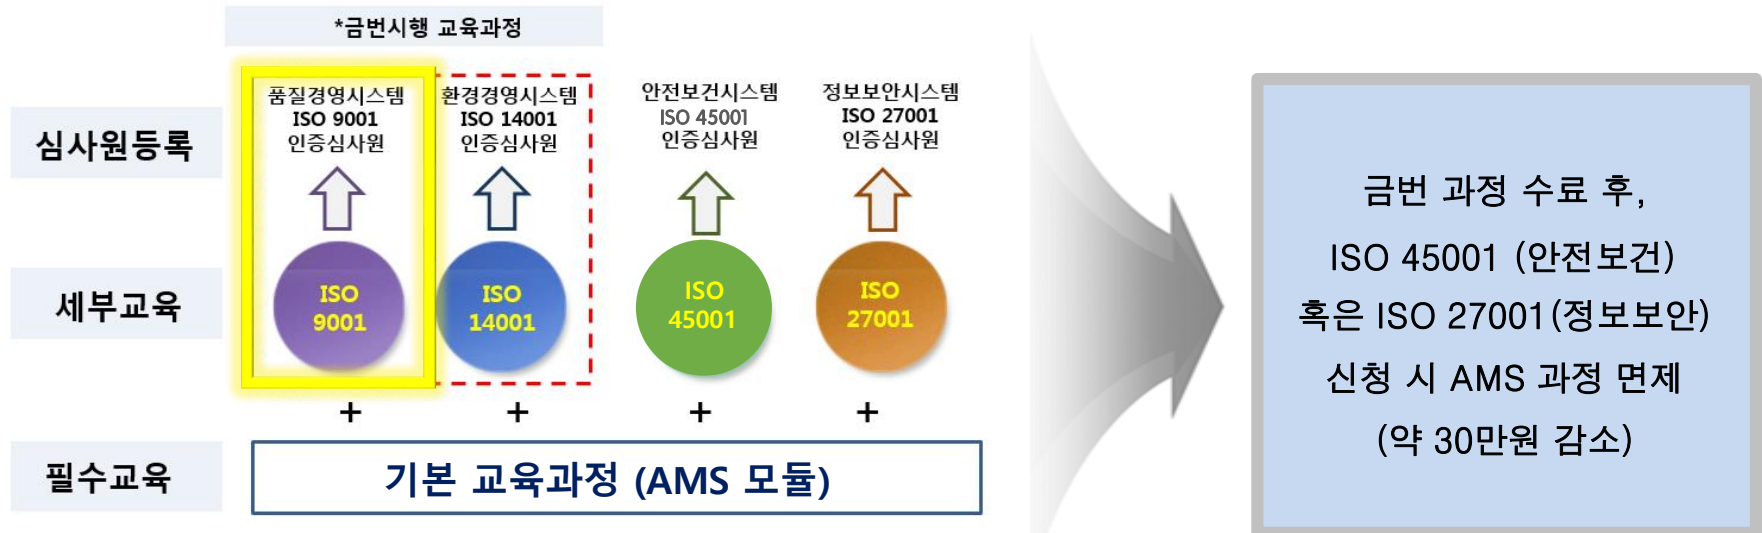 *금번시행 교육과정
심사원등록
품질경영시스템
ISO 9001
인증심사원
환경경영시스템
ISO 14001
인증심사원
안전보건시스템
ISO 45001
인증심사원
정보보안시스템
ISO 27001
인증심사원
세부교육
ISO
9001
ISO
14001
ISO
45001
ISO
27001
+ + + +
필수교육
기본 교육과정 (AMS 모듈)
금번 과정 수료 후,
ISO 45001 (안전보건)
혹은 ISO 27001(정보보안)
신청 시 AMS 과정 면제
(약 30만원 감소)